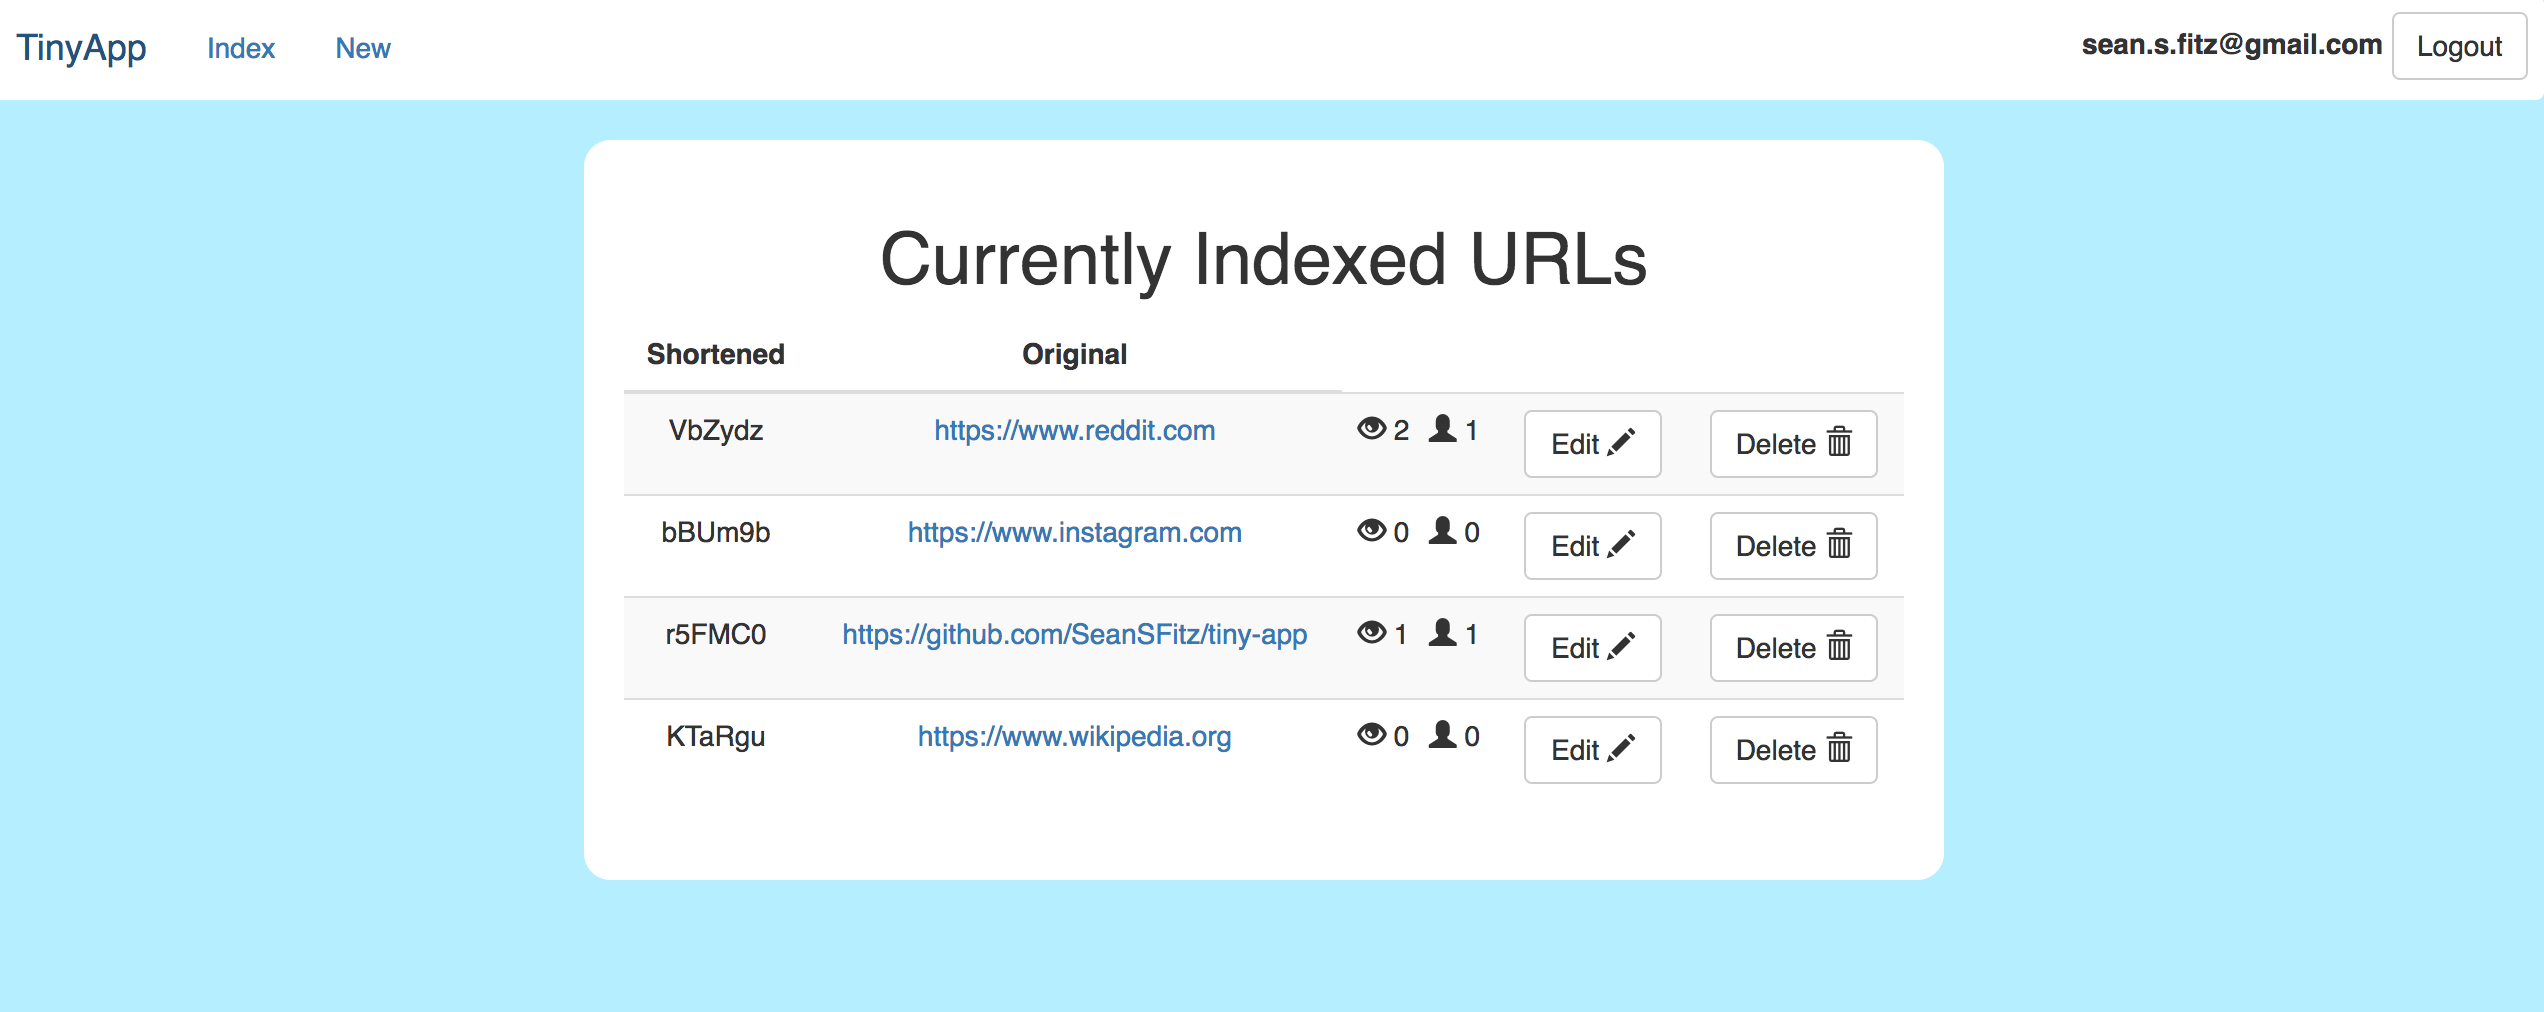 TinyApp Index New sean.s.fitz@gmail.com Logout
Currently Indexed URLs
Shortened Original
VbZydz https://www.reddit.com 2 1 Edit Delete
bBUm9b https://www.instagram.com 0 0 Edit Delete
r5FMC0 https://github.com/SeanSFitz/tiny-app 1 1 Edit Delete
KTaRgu https://www.wikipedia.org 0 0 Edit Delete